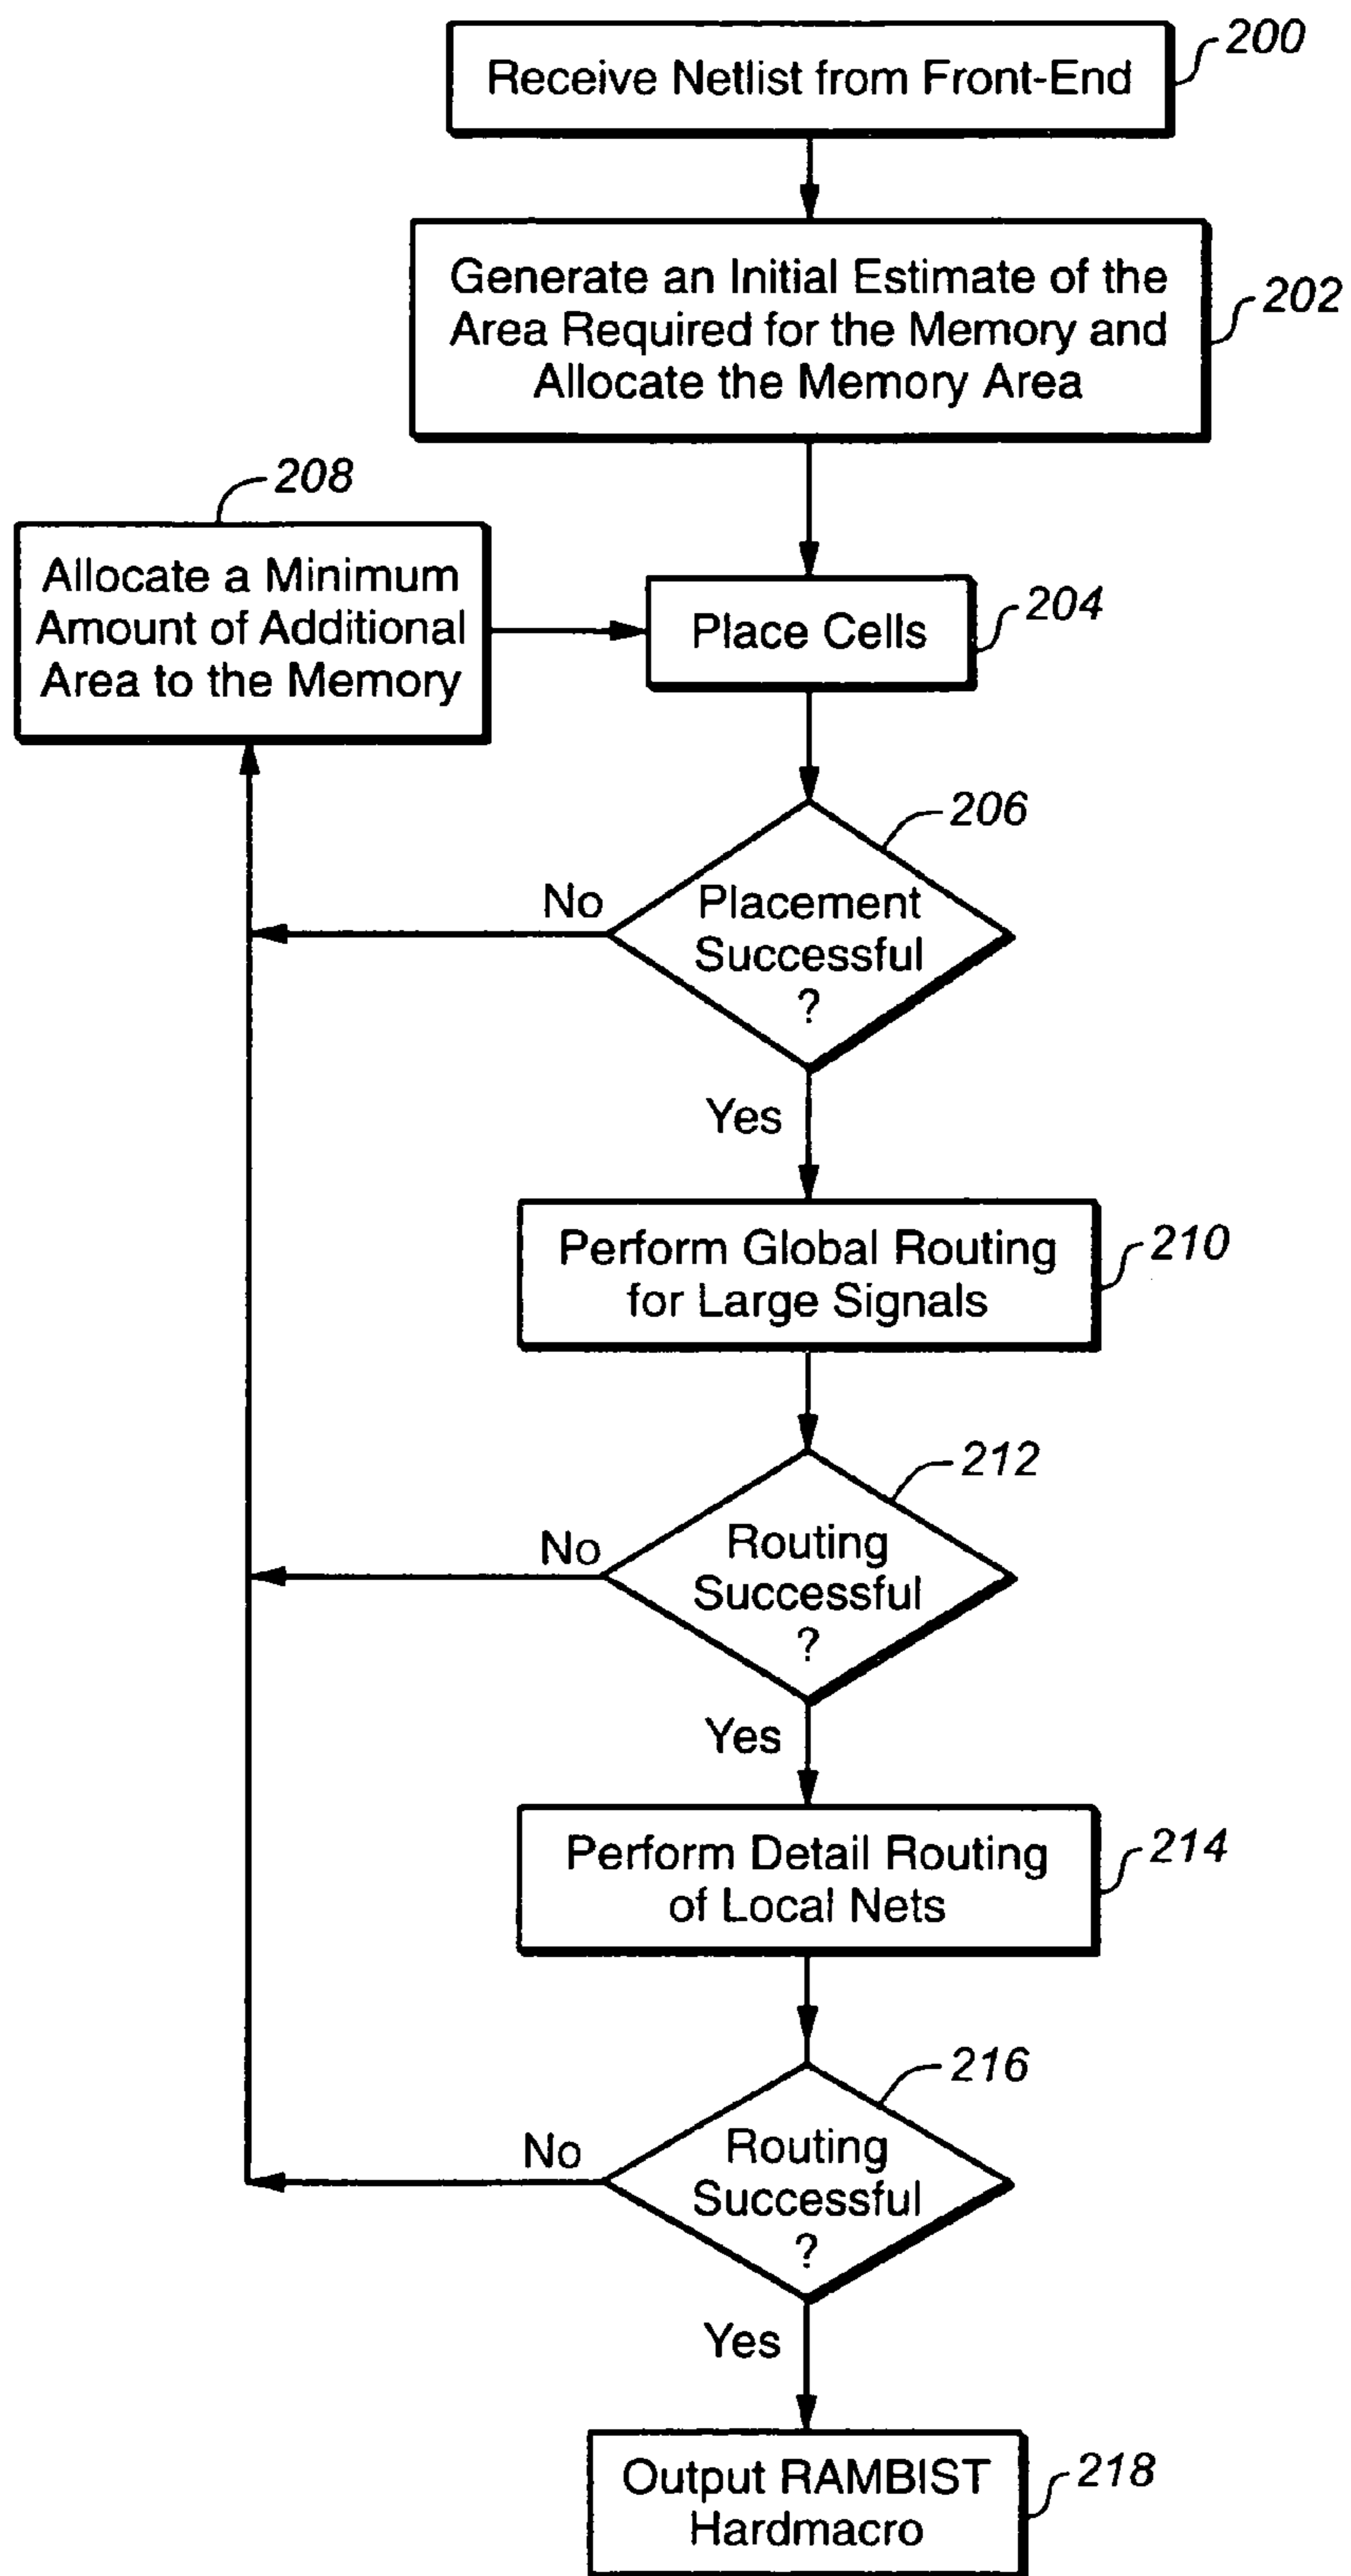 Receive Netlist from Front-End
200
Generate an Initial Estimate of the
Area Required for the Memory and
Allocate the Memory Area
202
208
Allocate a Minimum
Amount of Additional
Area to the Memory
Place Cells
204
206
Placement
Successful
?
No
Yes
Perform Global Routing
for Large Signals
210
212
Routing
Successful
?
No
Yes
Perform Detail Routing
of Local Nets
214
216
Routing
Successful
?
No
Yes
Output RAMBIST
Hardmacro
218